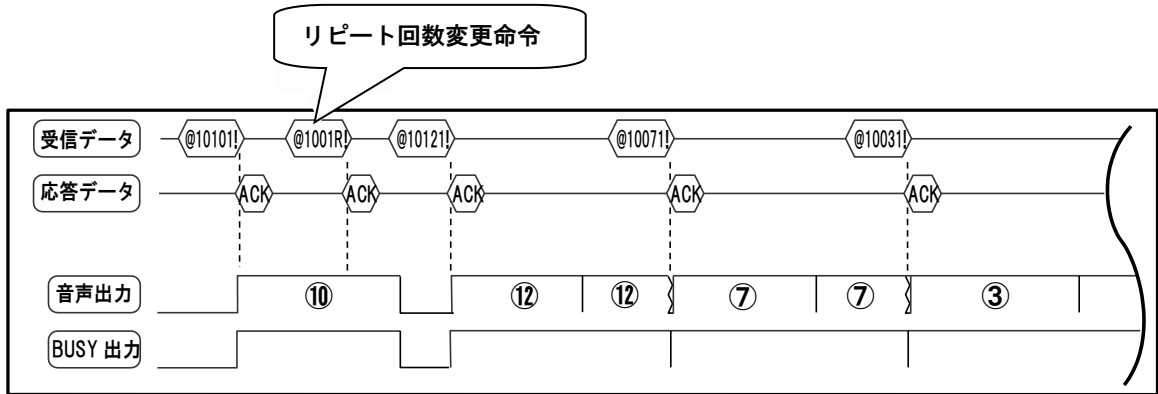 リピート回数変更命令
受信データ @10101! @1001R! @10121! @10071! @10031!
応答データ ACK ACK ACK ACK ACK
音声出力 ⑩ ⑫ ⑫ ⑦ ⑦ ③
BUSY 出力